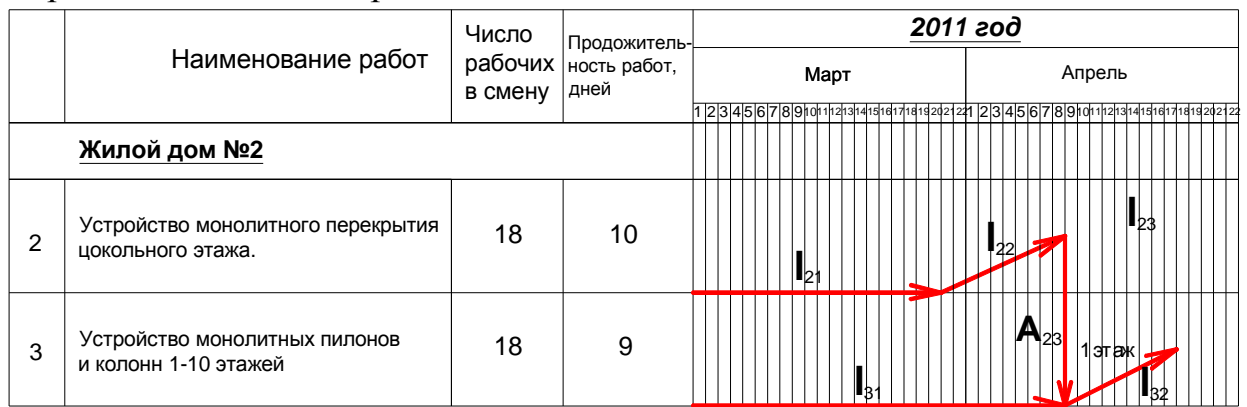 2011 год
Наименование работ
Число
рабочих
в смену
Продожитель-
ность работ,
дней
Март
Апрель
1 2 3 4 5 6 7 8 9 10 11 12 13 14 15 16 17 18 19 20 21 22 1 2 3 4 5 6 7 8 9 10 11 12 13 14 15 16 17 18 19 20 21 22
Жилой дом №2
2
Устройство монолитного перекрытия
цокольного этажа.
18
10
I21
I22
I23
3
Устройство монолитных пилонов
и колонн 1-10 этажей
18
9
A23
1этаж
I31
I32